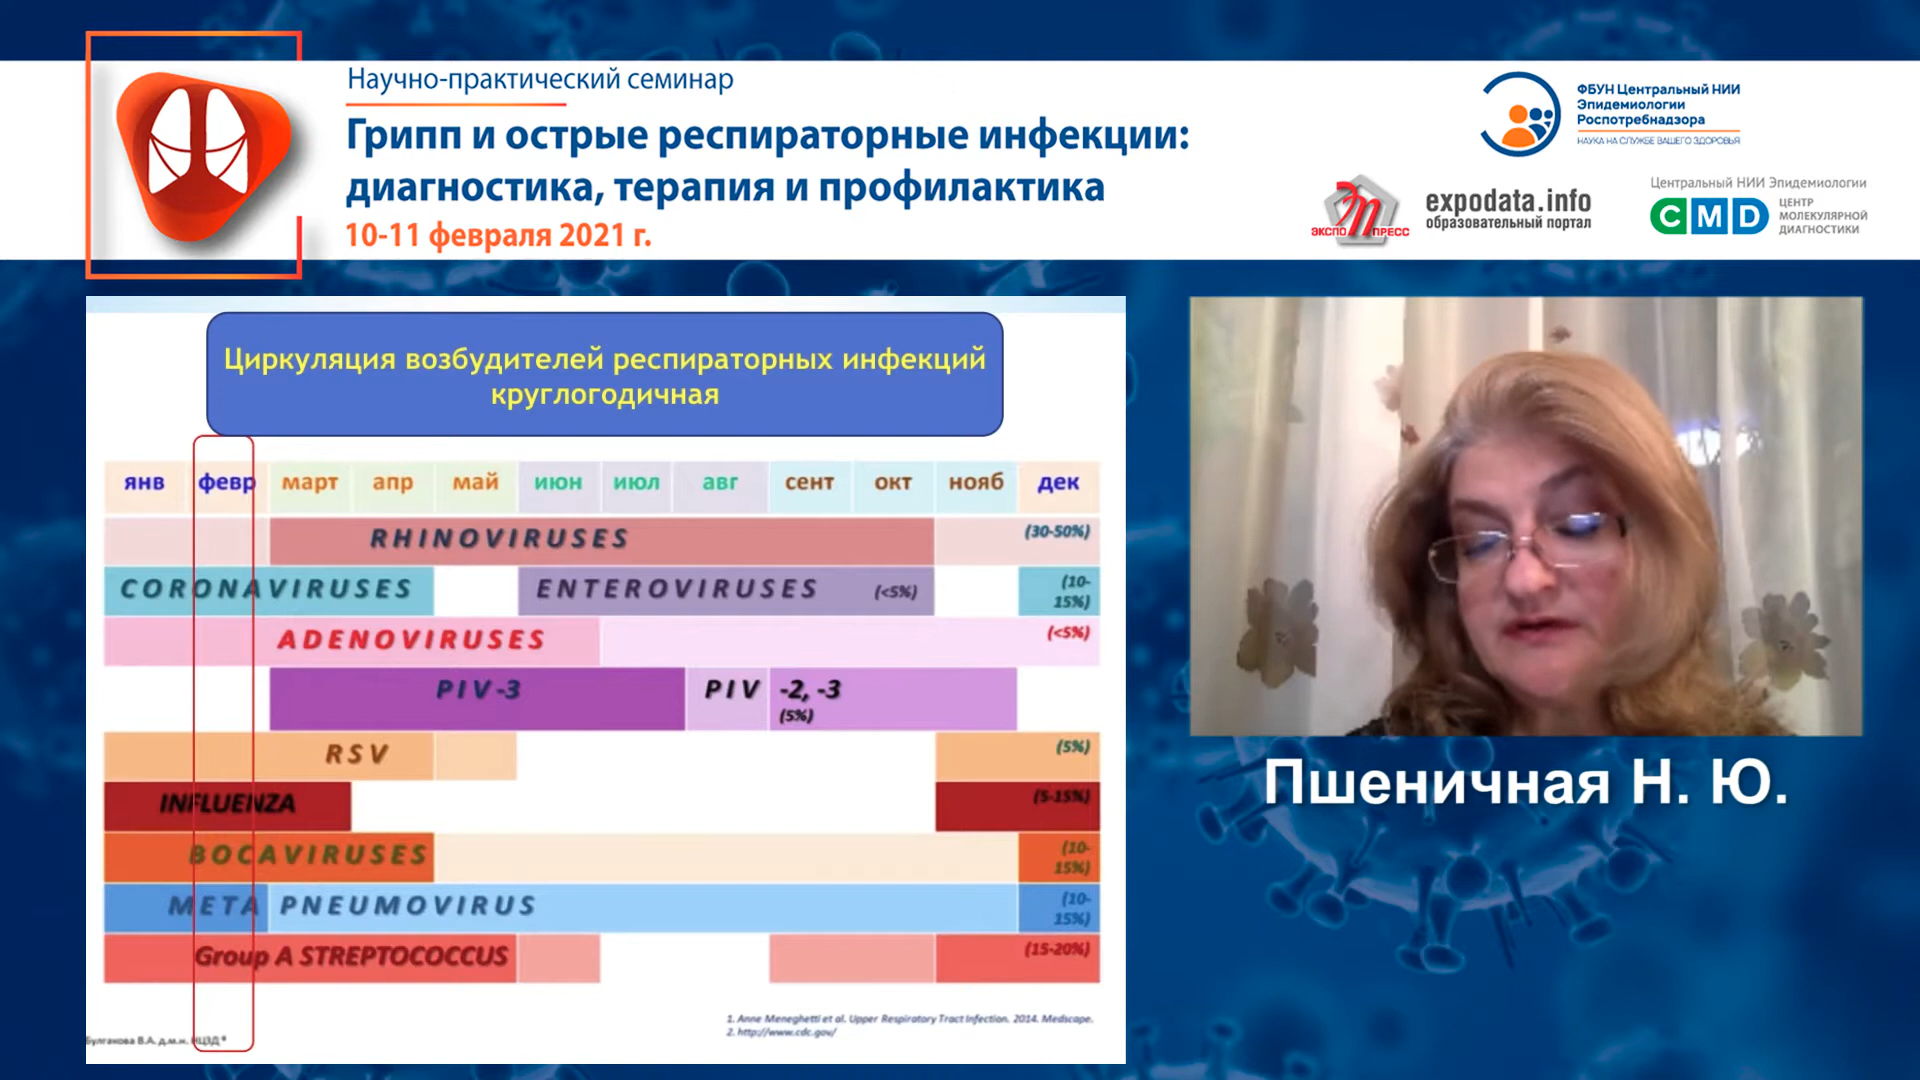 Научно-практический семинар
Грипп и острые респираторные инфекции:
диагностика, терапия и профилактика
10-11 февраля 2021 г.
ФБУН Центральный НИИ
Эпидемиологии
Роспотребнадзора
НАУКА НА СЛУЖБЕ ВАШЕГО ЗДОРОВЬЯ
ЭКСПО ПРЕСС
expodata.info
образовательный портал
Центральный НИИ Эпидемиологии
CMD
ЦЕНТР
МОЛЕКУЛЯРНОЙ
ДИАГНОСТИКИ
Циркуляция возбудителей респираторных инфекций
круглогодичная
янв февр март апр май июн июл авг сент окт нояб дек
RHINOVIRUSES (30-50%)
CORONAVIRUSES ENTEROVIRUSES (<5%) (10-
15%)
ADENOVIRUSES (<5%)
PIV-3 PIV -2, -3
(5%)
RSV (5%)
INFLUENZA (5-15%)
BOCAVIRUSES (10-
15%)
META PNEUMOVIRUS (10-
15%)
Group A STREPTOCOCCUS (15-20%)
1. Anne Meneghetti et al. Upper Respiratory Tract Infection. 2014. Medscape.
2. http://www.cdc.gov/
Булгакова В.А. д.м.н. НЦЗД
Пшеничная Н. Ю.